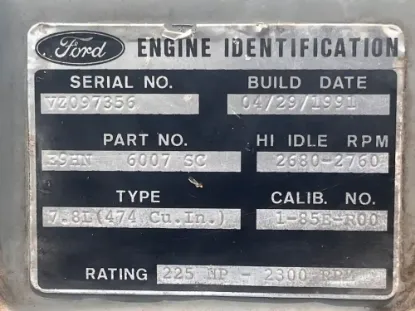 Ford ENGINE IDENTIFICATION
SERIAL NO. BUILD DATE
VZ097356 04/29/1991
PART NO. HI IDLE RPM
E9HN 6007 SC 2680-2760
TYPE CALIB. NO.
7.8L(474 Cu.In.) 1-85E-R00
RATING 225 HP - 2300 RPM